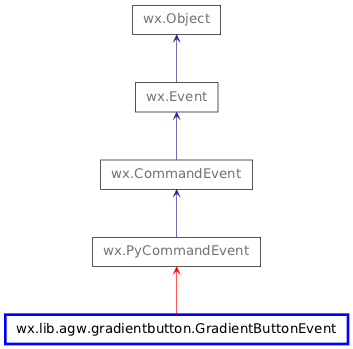 wx.Object
wx.Event
wx.CommandEvent
wx.PyCommandEvent
wx.lib.agw.gradientbutton.GradientButtonEvent